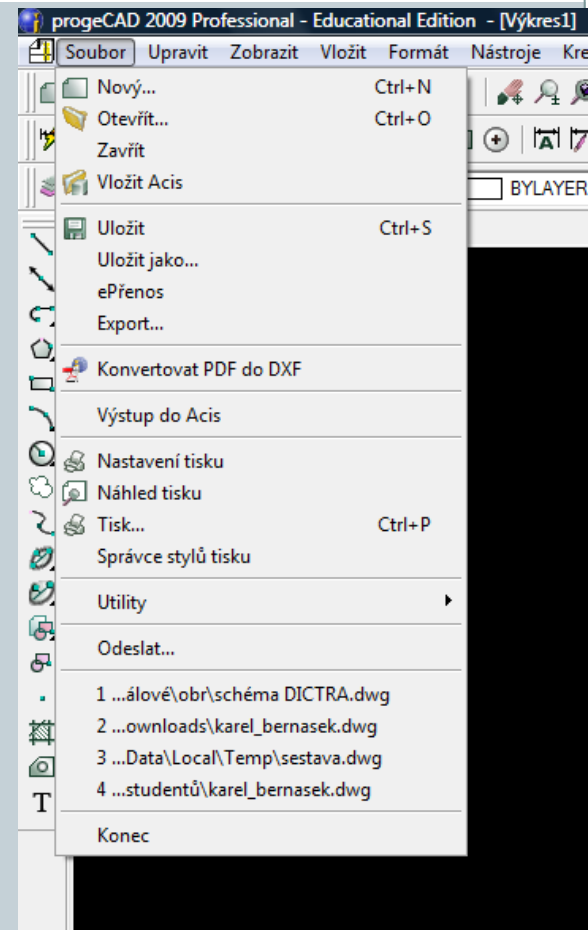 progeCAD 2009 Professional - Educational Edition - [Výkres1]
Soubor Upravit Zobrazit Vložit Formát Nástroje Kre
Nový... Ctrl+N
Otevřít... Ctrl+O
Zavřít
Vložit Acis
BYLAYER
Uložit Ctrl+S
Uložit jako...
ePřenos
Export...
Konvertovat PDF do DXF
Výstup do Acis
Nastavení tisku
Náhled tisku
Tisk... Ctrl+P
Správce stylů tisku
Utility
Odeslat...
1 ...álové\obr\schéma DICTRA.dwg
2 ...ownloads\karel_bernasek.dwg
3 ...Data\Local\Temp\sestava.dwg
4 ...studentů\karel_bernasek.dwg
T
Konec